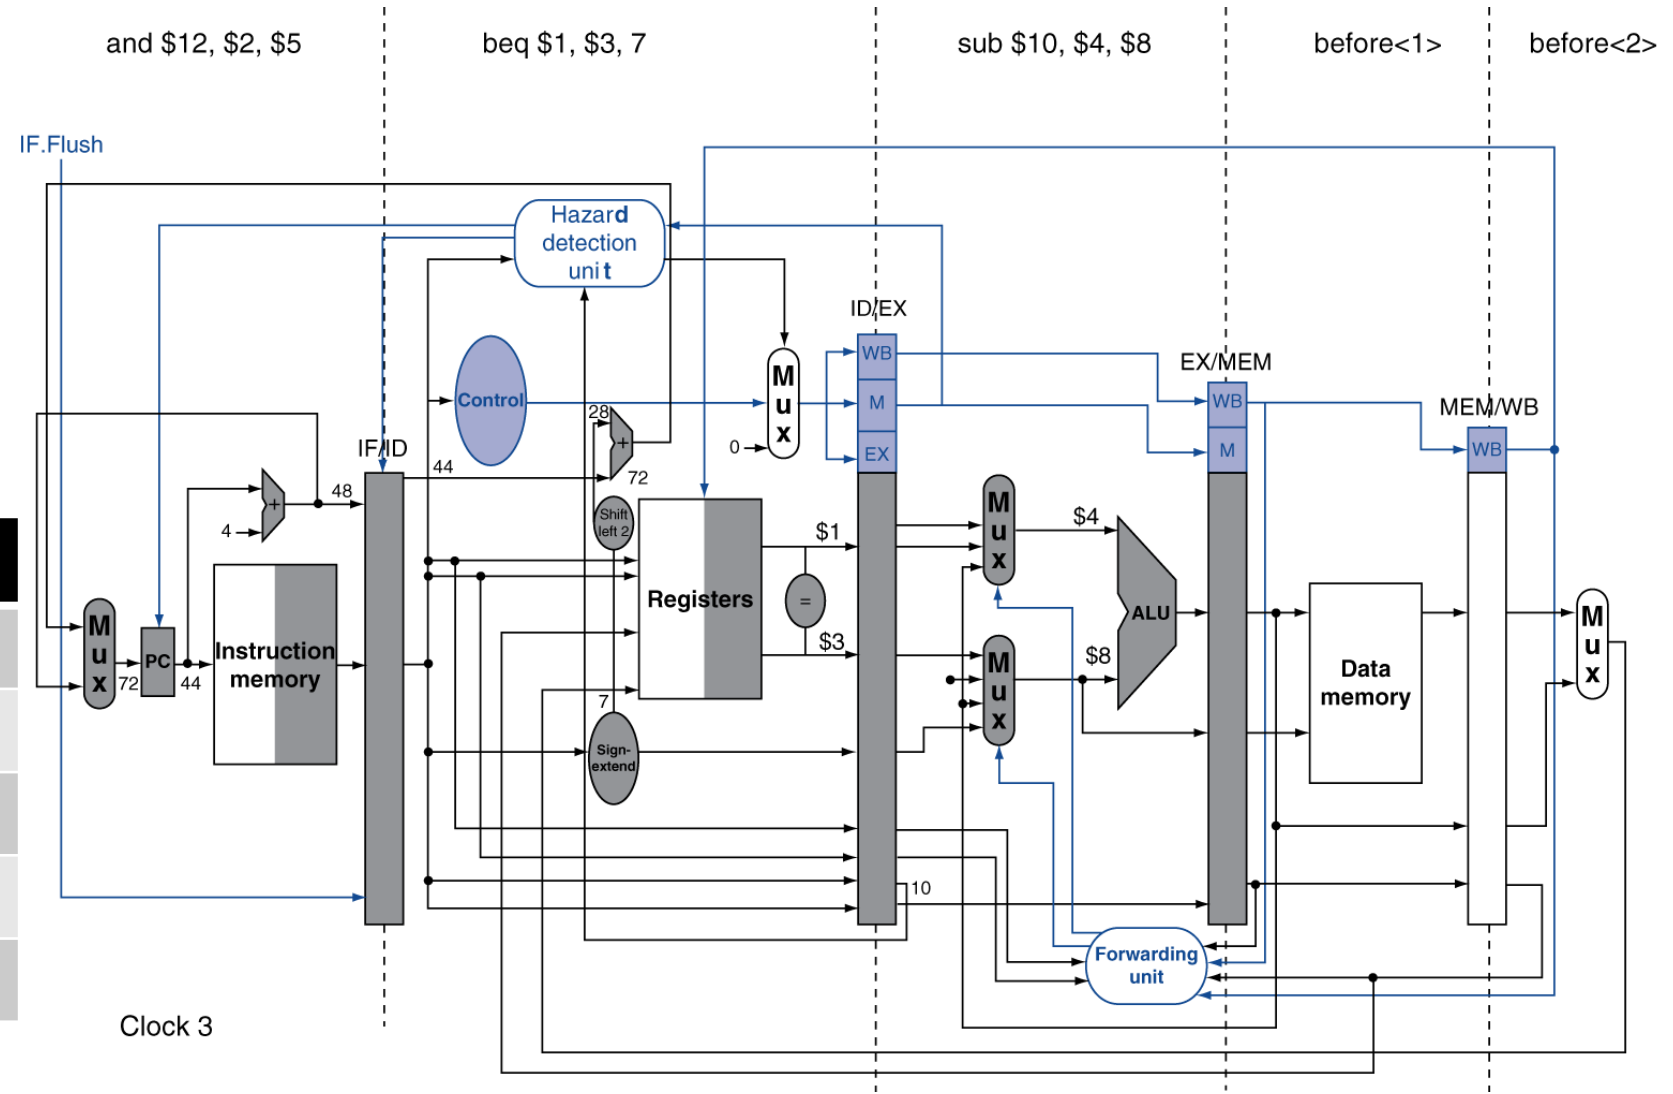 and $12, $2, $5
beq $1, $3, 7
sub $10, $4, $8
before<1>
before<2>
IF.Flush
Hazard
detection
unit
ID/EX
WB
M
EX
EX/MEM
WB
M
MEM/WB
WB
Control
M
u
x
0
28
+
72
IF/ID
44
48
+
4
Shift
left 2
M
u
x
72
PC
44
Instruction
memory
Registers
$1
=
$3
7
Sign-
extend
M
u
x
$4
M
u
x
$8
ALU
Data
memory
M
u
x
10
Forwarding
unit
Clock 3